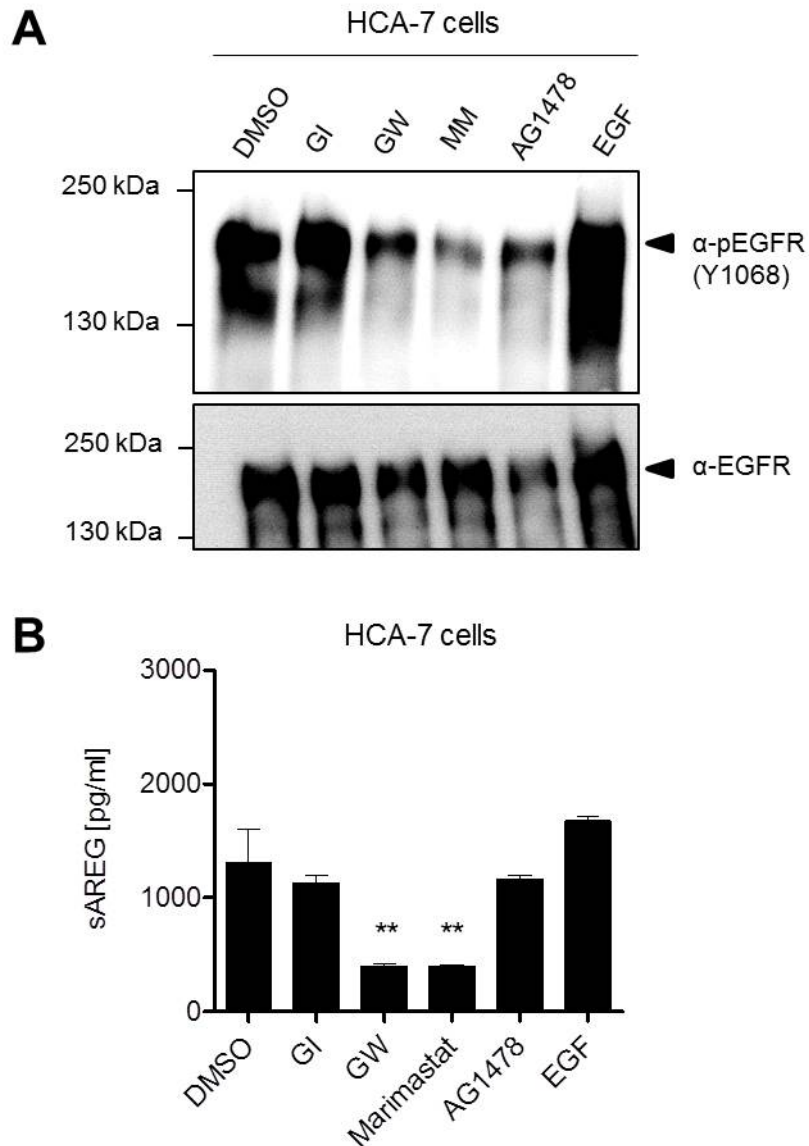 A
HCA-7 cells
DMSO GI GW MM AG1478 EGF
250 kDa
α-pEGFR
(Y1068)
130 kDa
250 kDa
α-EGFR
130 kDa
B
HCA-7 cells
sAREG [pg/ml]
3000
2000
1000
0
** **
DMSO GI GW Marimastat AG1478 EGF